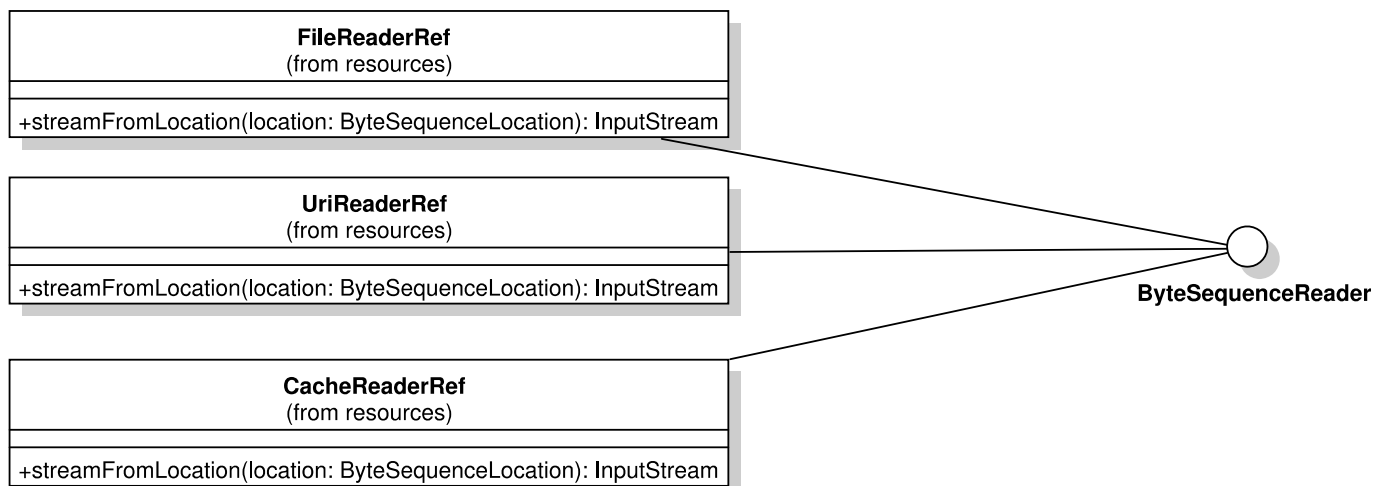 FileReaderRef
(from resources)
+streamFromLocation(location: ByteSequenceLocation): InputStream
UriReaderRef
(from resources)
+streamFromLocation(location: ByteSequenceLocation): InputStream
ByteSequenceReader
CacheReaderRef
(from resources)
+streamFromLocation(location: ByteSequenceLocation): InputStream